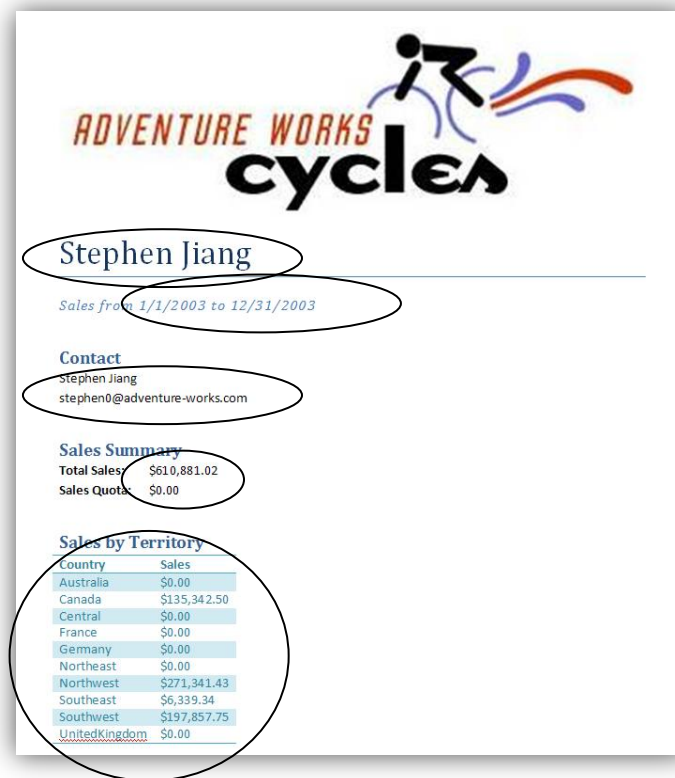 ADVENTURE WORKS
cycles
Stephen Jiang
Sales from 1/1/2003 to 12/31/2003
Contact
Stephen Jiang
stephen0@adventure-works.com
Sales Summary
Total Sales: $610,881.02
Sales Quota: $0.00
Sales by Territory
Country Sales
Australia $0.00
Canada $135,342.50
Central $0.00
France $0.00
Germany $0.00
Northeast $0.00
Northwest $271,341.43
Southeast $6,339.34
Southwest $197,857.75
UnitedKingdom $0.00